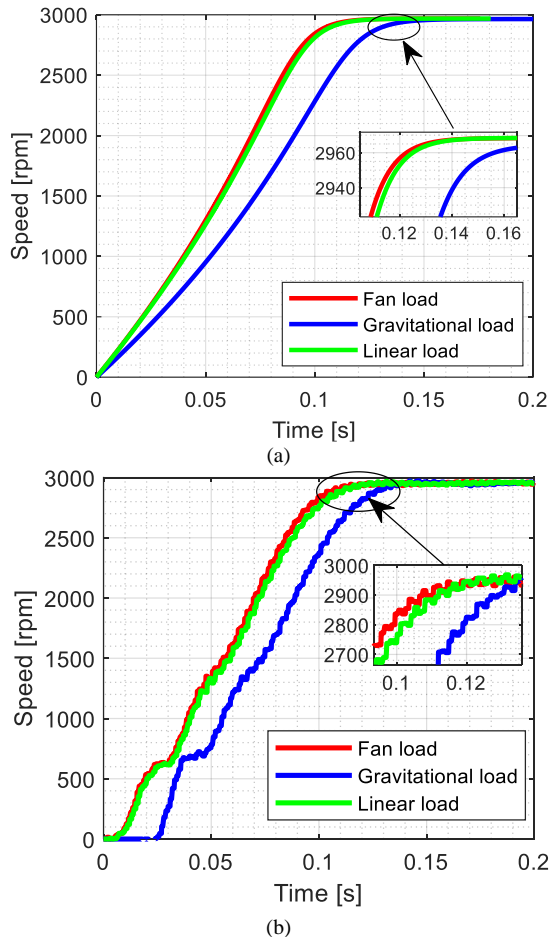 3000
2500
2000
1500
1000
500
0
Speed [rpm]
2960
2940
0.12 0.14 0.16
Fan load
Gravitational load
Linear load
0 0.05 0.1 0.15 0.2
Time [s]
(a)
3000
2500
2000
1500
1000
500
0
Speed [rpm]
3000
2900
2800
2700
0.1 0.12
Fan load
Gravitational load
Linear load
0 0.05 0.1 0.15 0.2
Time [s]
(b)